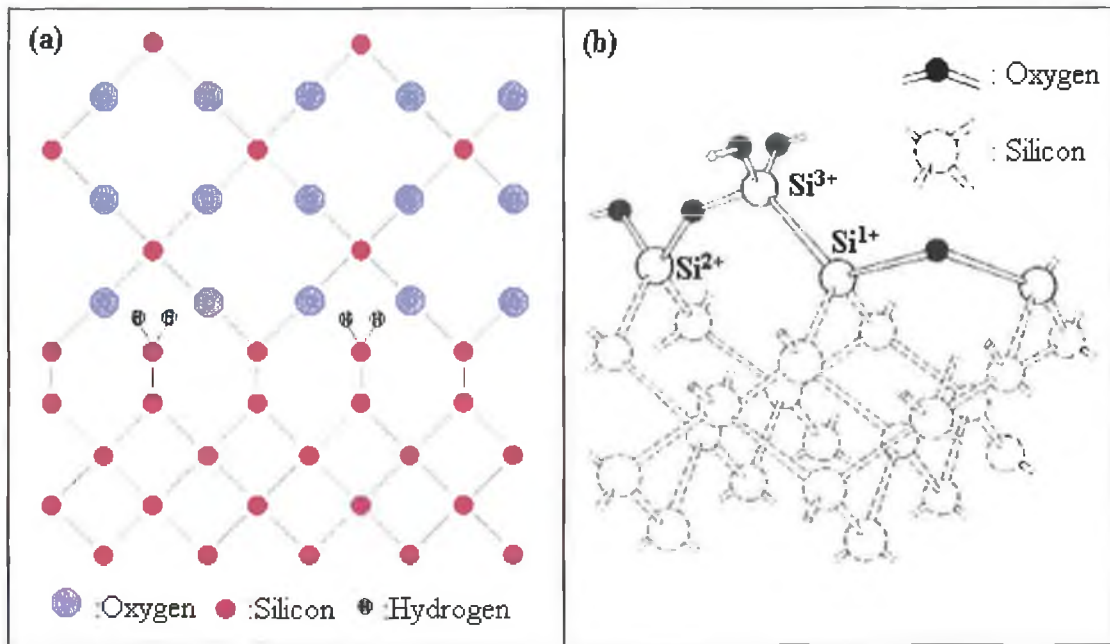 (a)
H H H H
:Oxygen :Silicon :Hydrogen
(b)
: Oxygen
: Silicon
Si3+
Si1+
Si2+